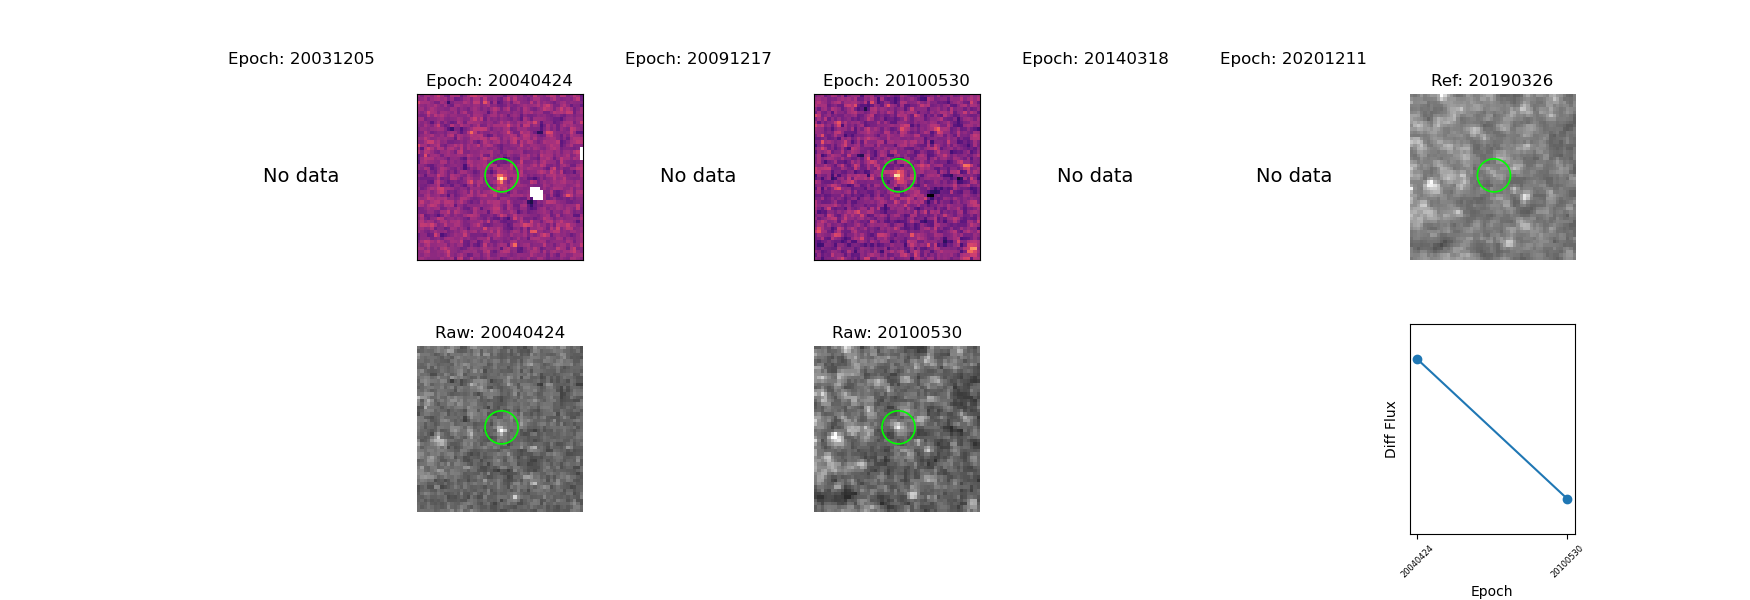 Epoch: 20031205
Epoch: 20040424
Epoch: 20091217
Epoch: 20100530
Epoch: 20140318
Epoch: 20201211
Ref: 20190326
No data
No data
No data
No data
Raw: 20040424
Raw: 20100530
Diff Flux
20040424
20100530
Epoch